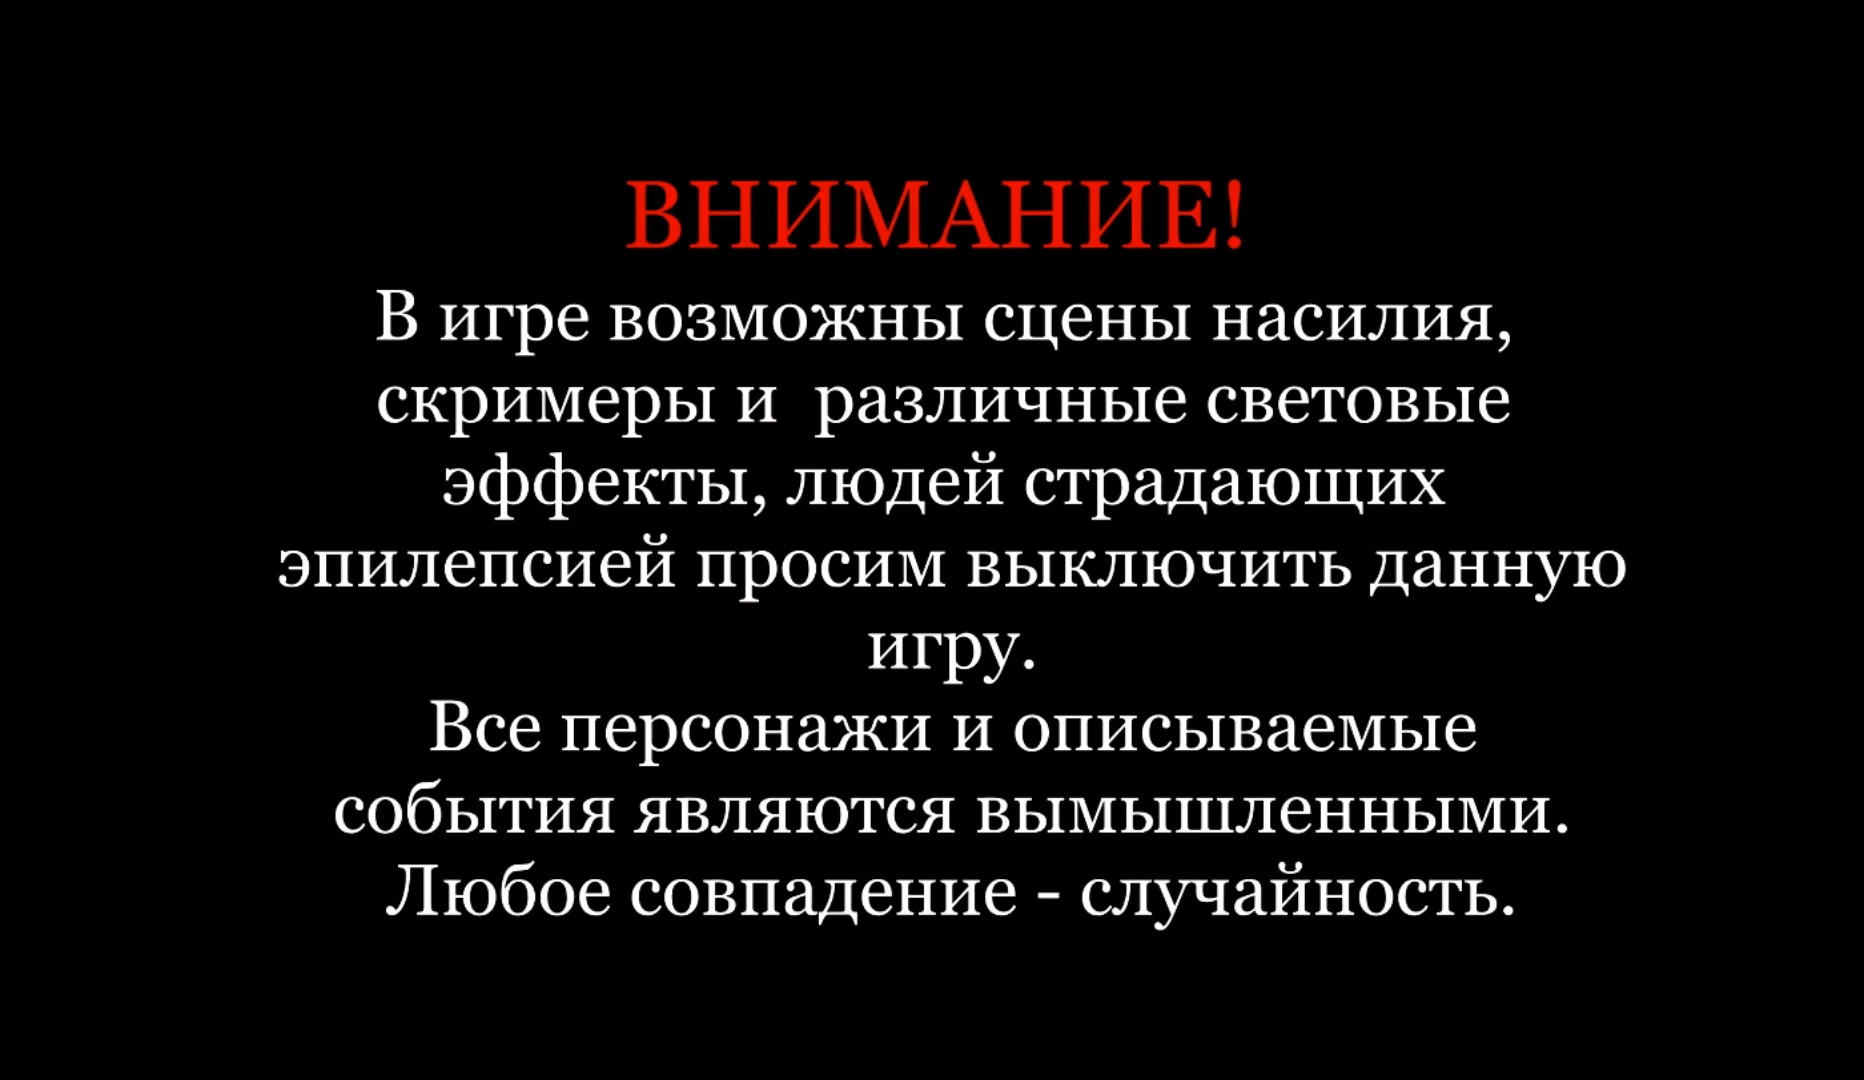 ВНИМАНИЕ!
В игре возможны сцены насилия,
скримеры и  различные световые
эффекты, людей страдающих
эпилепсией просим выключить данную
игру.
Все персонажи и описываемые
события являются вымышленными.
Любое совпадение - случайность.